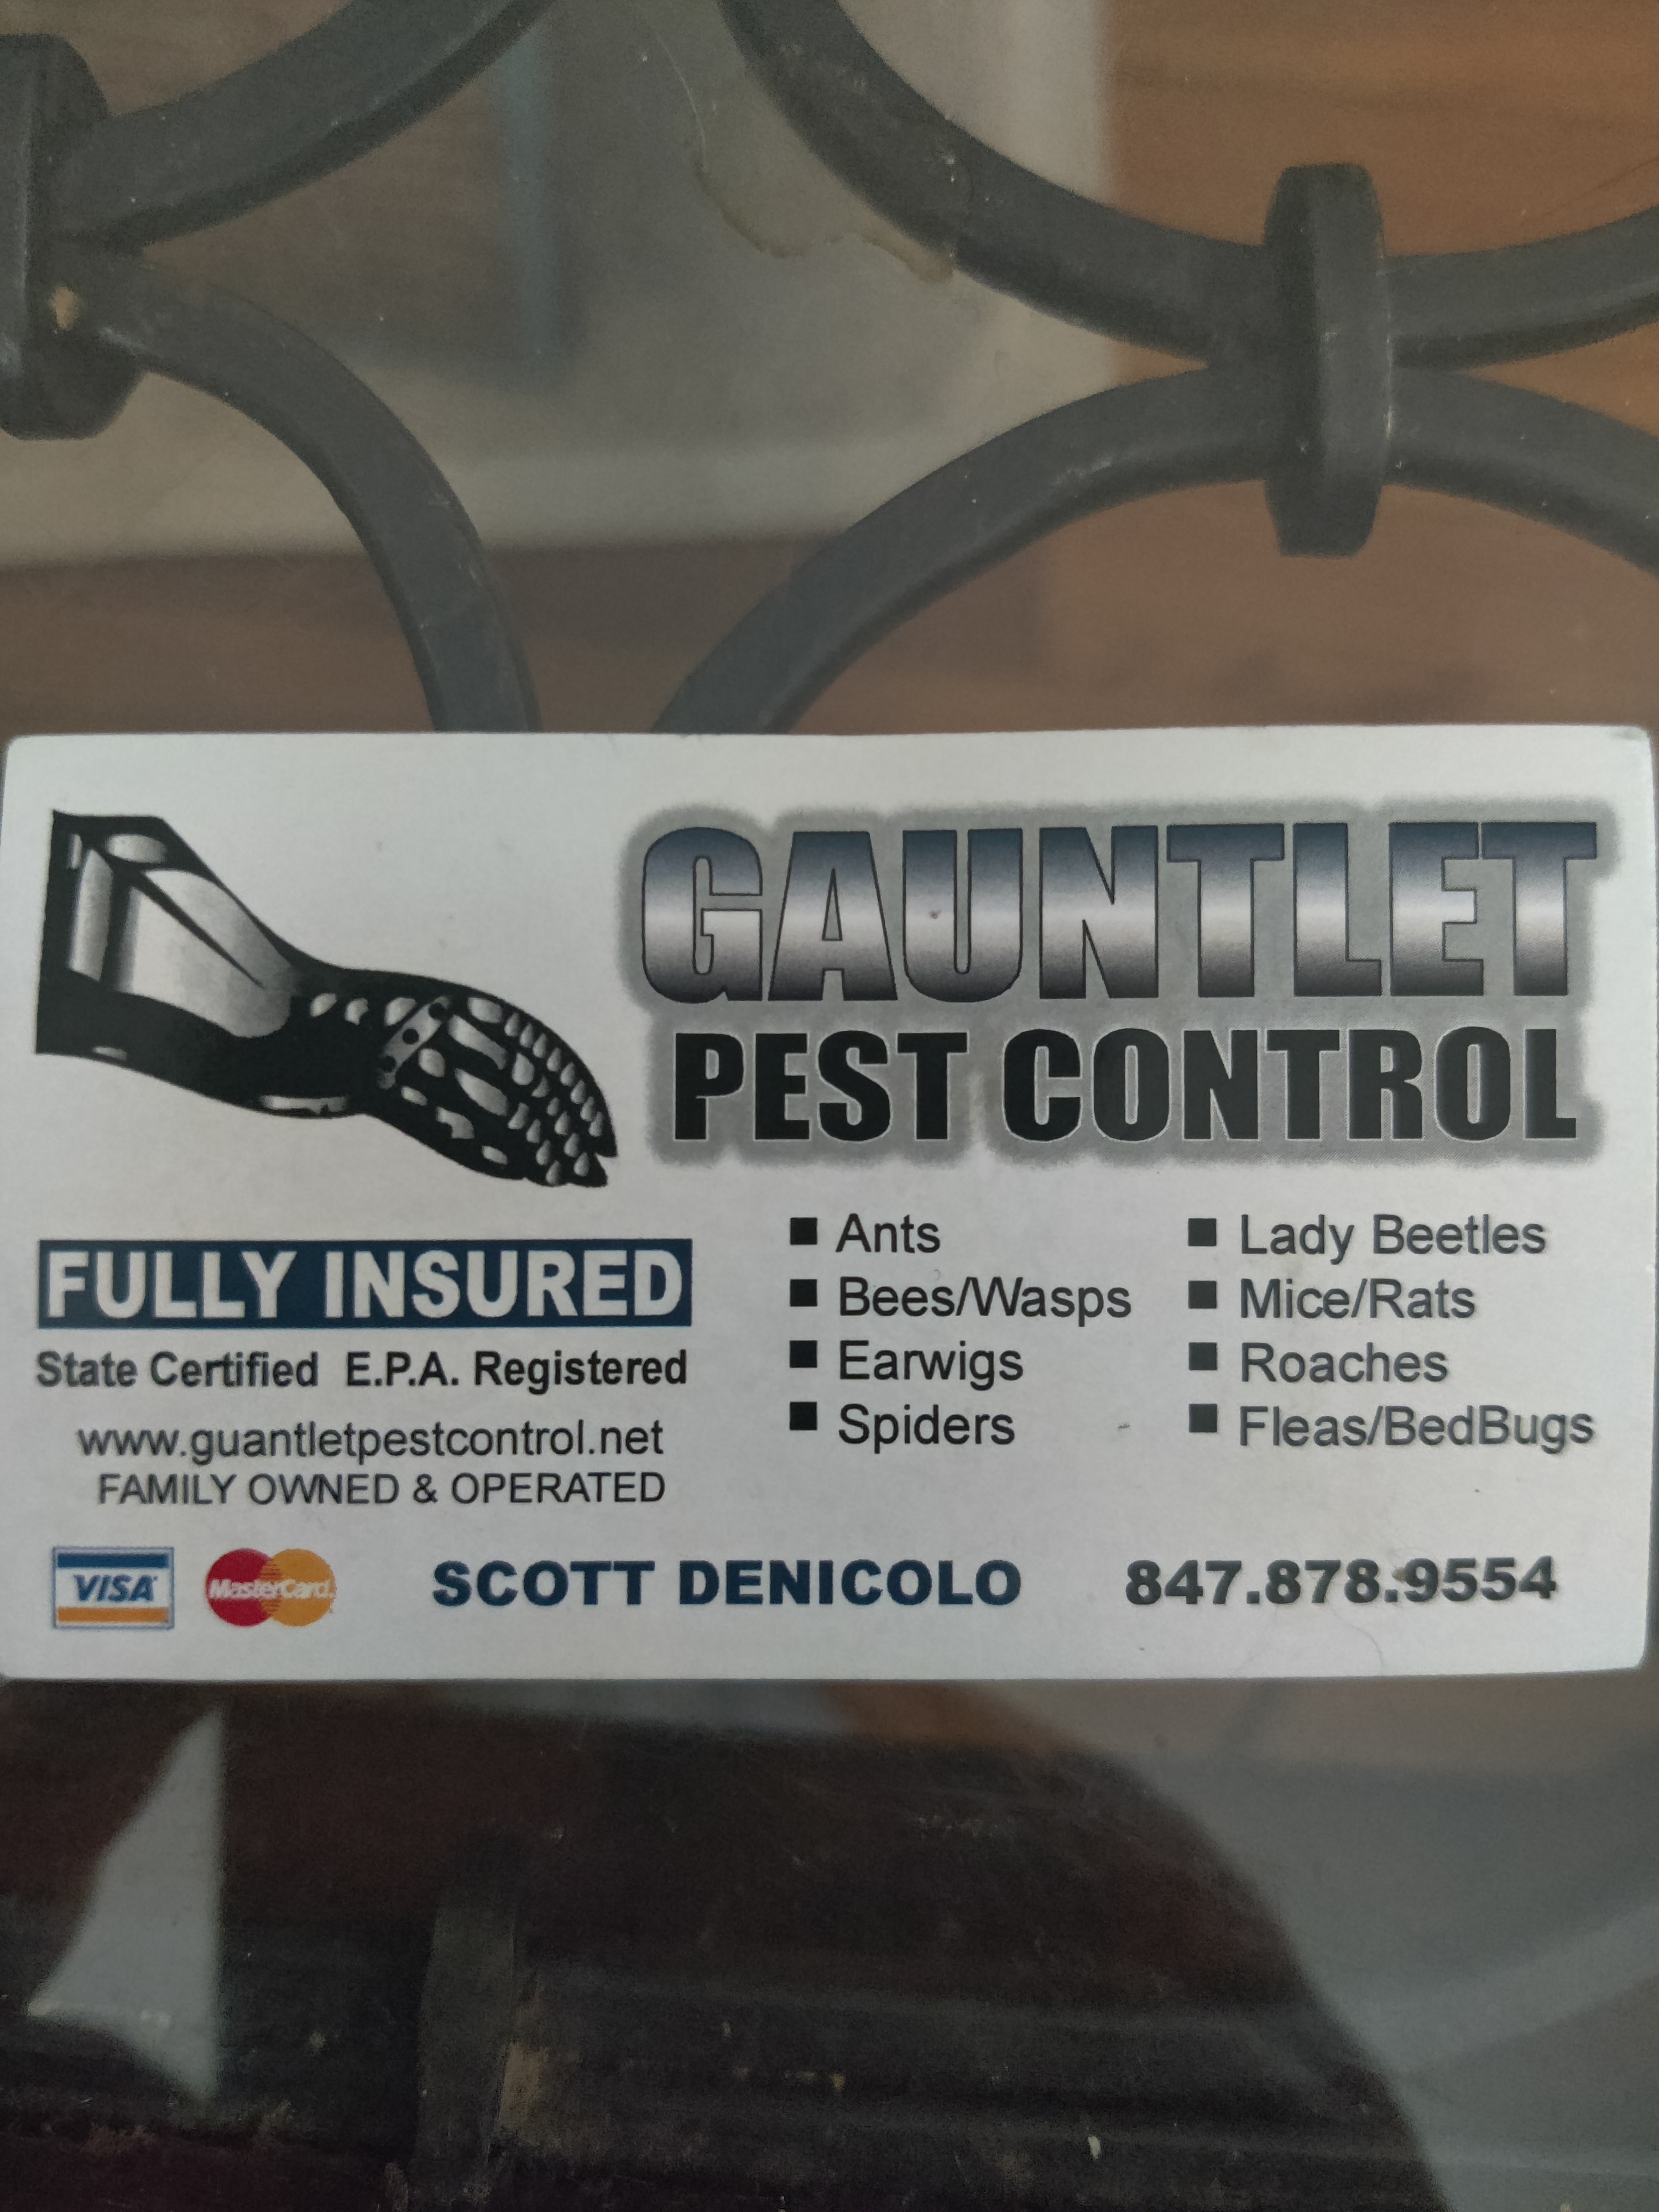 GAUNTLET
PEST CONTROL
FULLY INSURED
State Certified E.P.A. Registered
www.guantletpestcontrol.net
FAMILY OWNED & OPERATED
■ Ants
■ Bees/Wasps
■ Earwigs
■ Spiders
■ Lady Beetles
■ Mice/Rats
■ Roaches
■ Fleas/BedBugs
VISA MasterCard SCOTT DENICOLO 847.878.9554